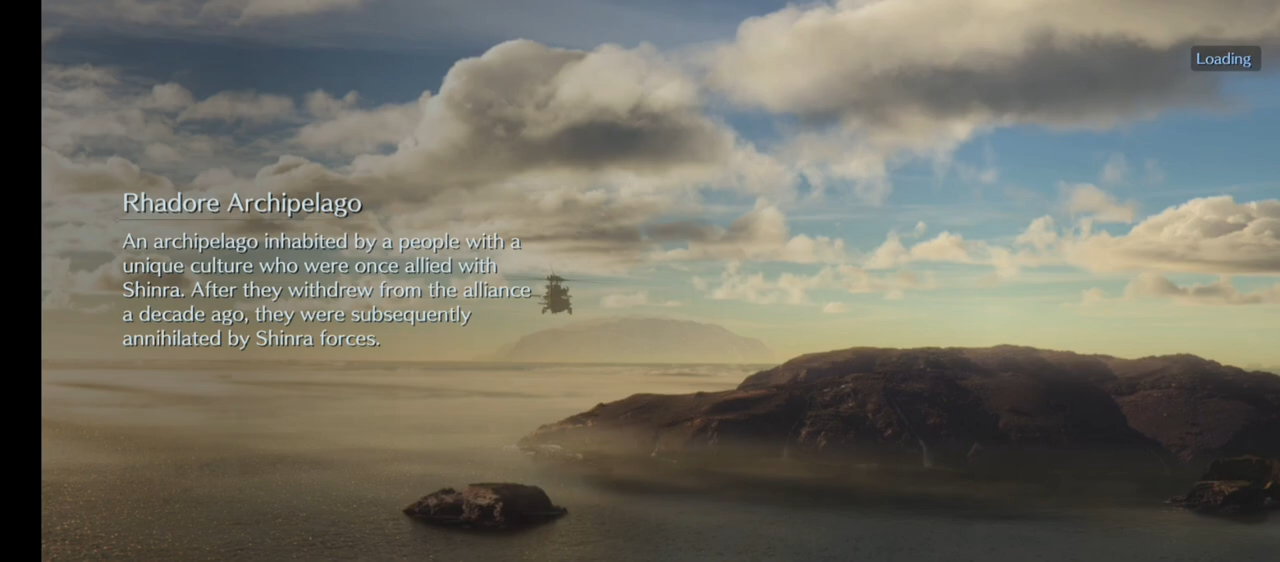 Loading
Rhadore Archipelago
An archipelago inhabited by a people with a
unique culture who were once allied with
Shinra. After they withdrew from the alliance
a decade ago, they were subsequently
annihilated by Shinra forces.